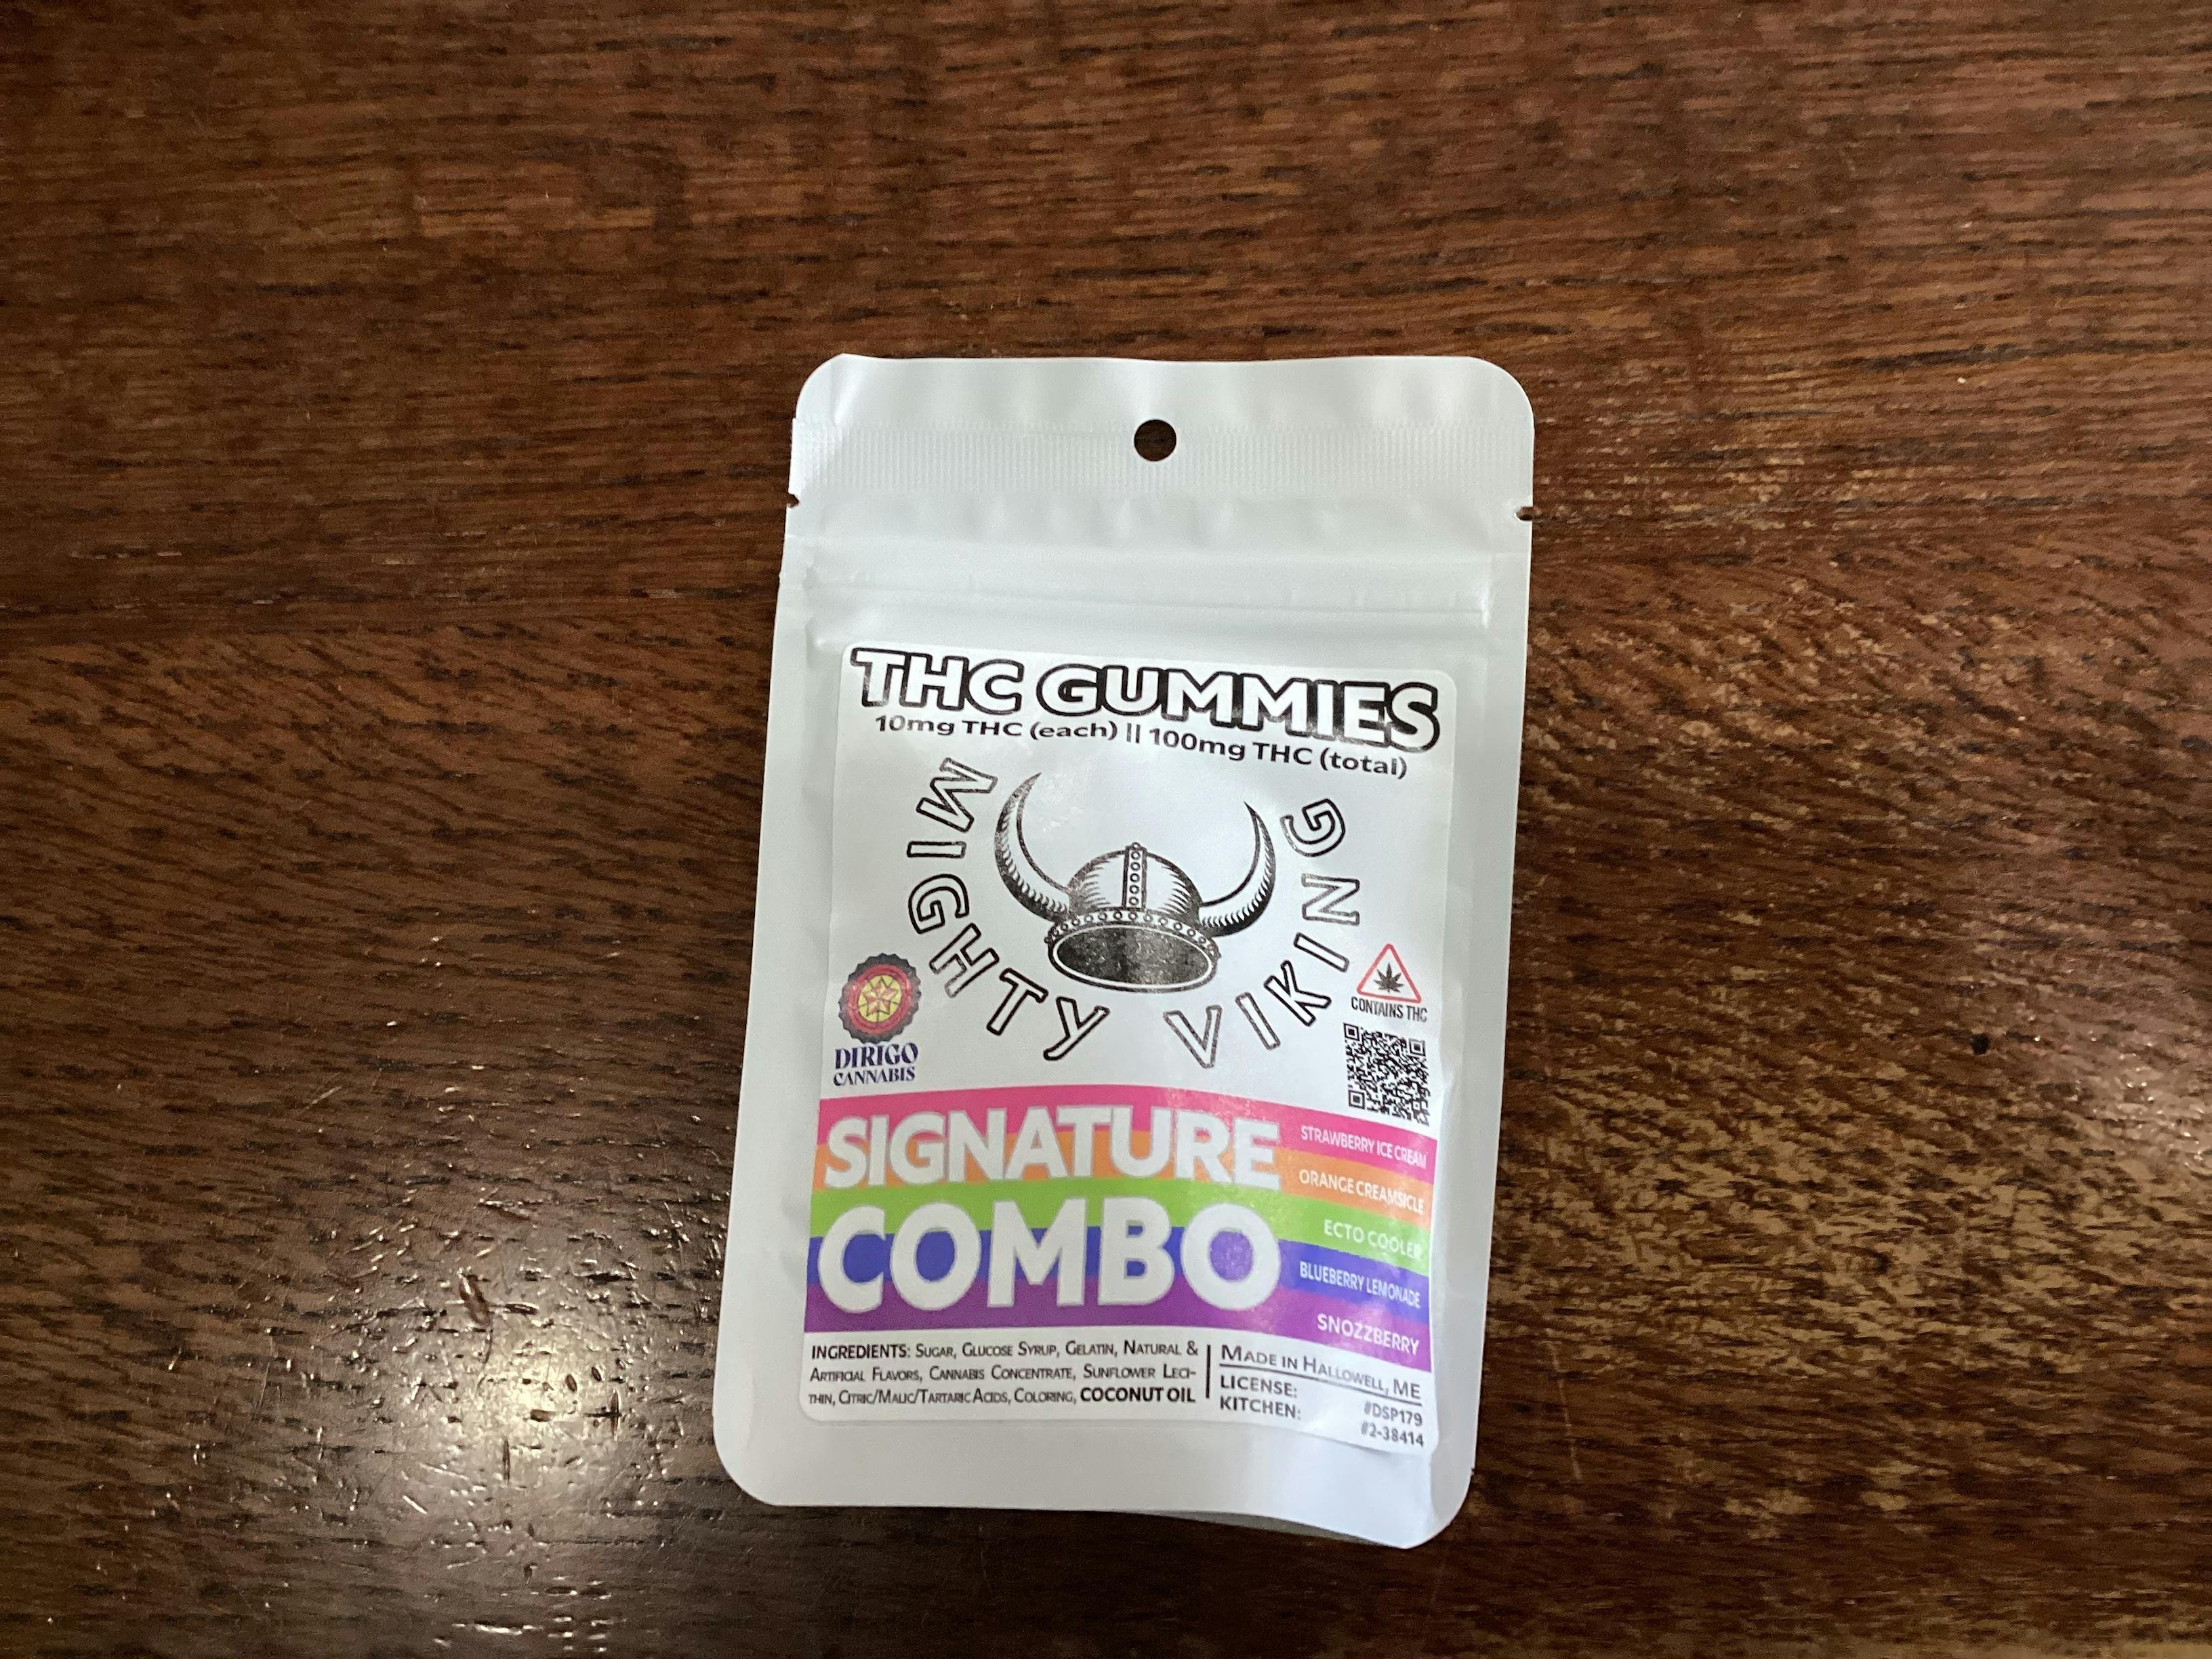 THC GUMMIES
10mg THC (each) || 100mg THC (total)
MIGHTY VIKING
DIRIGO
CANNABIS
CONTAINS THC
SIGNATURE
COMBO
STRAWBERRY ICE CREAM
ORANGE CREAMSICLE
ECTO COOLER
BLUEBERRY LEMONADE
SNOZZBERRY
INGREDIENTS: SUGAR, GLUCOSE SYRUP, GELATIN, NATURAL &
ARTIFICIAL FLAVORS, CANNABIS CONCENTRATE, SUNFLOWER LECI-
THIN, CITRIC/MALIC/TARTARIC ACIDS, COLORING, COCONUT OIL
MADE IN HALLOWELL, ME
LICENSE: #DSP179
KITCHEN: #2-38414